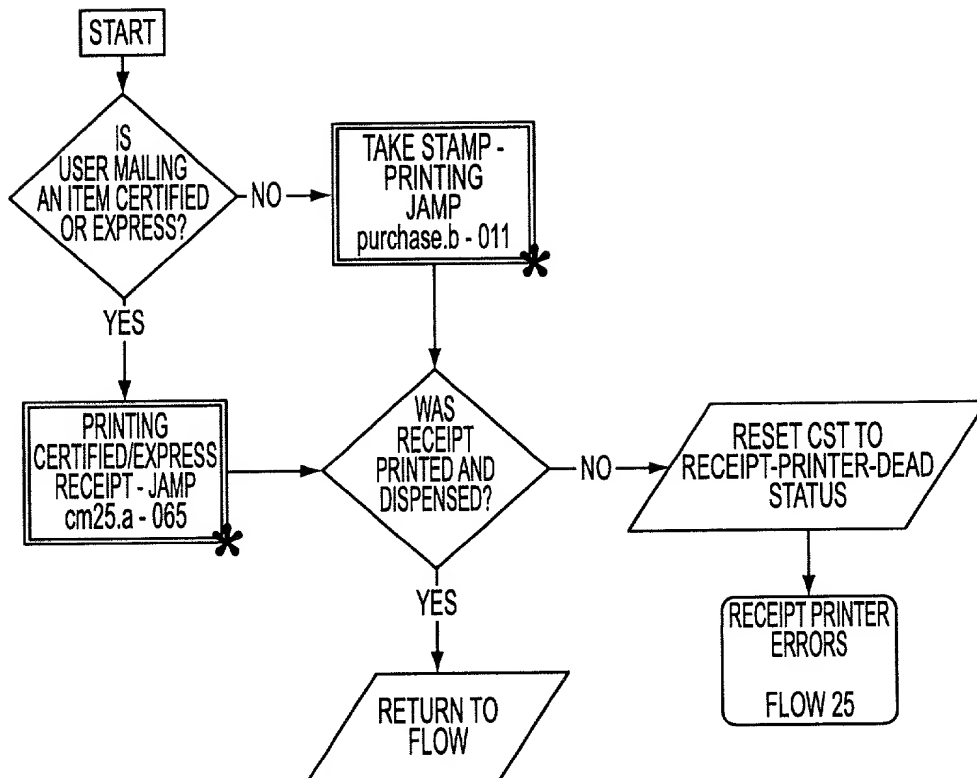 START
IS
USER MAILING
AN ITEM CERTIFIED
OR EXPRESS?
NO
TAKE STAMP -
PRINTING
JAMP
purchase.b - 011
*
YES
PRINTING
CERTIFIED/EXPRESS
RECEIPT - JAMP
cm25.a - 065
*
WAS
RECEIPT
PRINTED AND
DISPENSED?
NO
RESET CST TO
RECEIPT-PRINTER-DEAD
STATUS
YES
RECEIPT PRINTER
ERRORS
FLOW 25
RETURN TO
FLOW